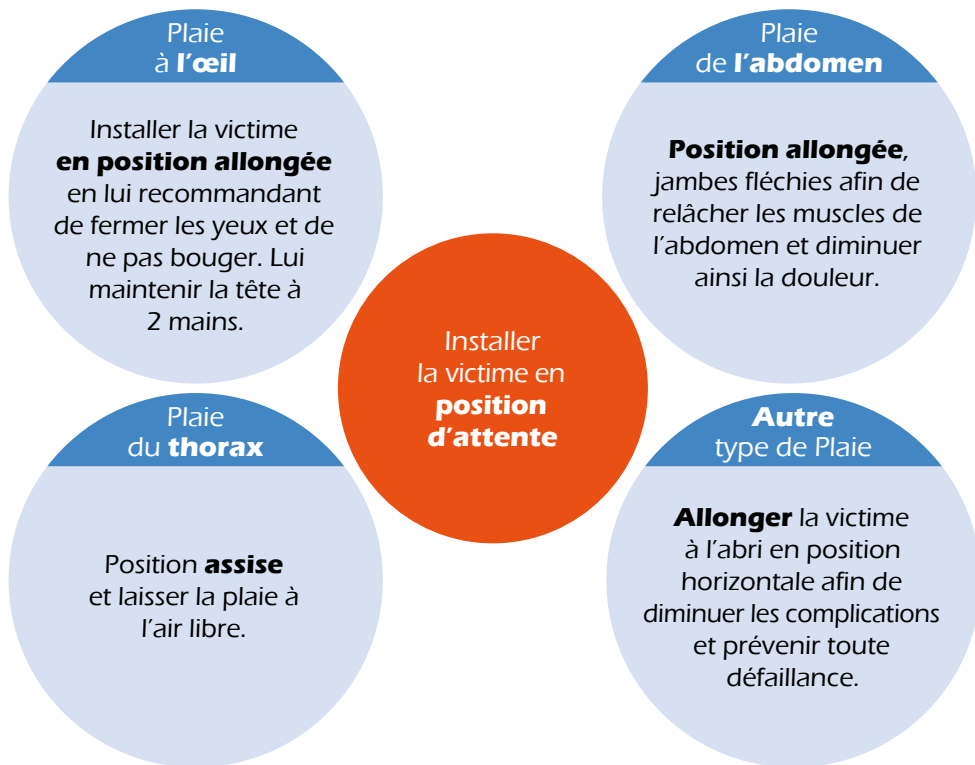 Plaie
à l'œil
Installer la victime
en position allongée
en lui recommandant
de fermer les yeux et de
ne pas bouger. Lui
maintenir la tête à
2 mains.
Plaie
de l'abdomen
Position allongée,
jambes fléchies afin de
relâcher les muscles de
l'abdomen et diminuer
ainsi la douleur.
Installer
la victime en
position
d'attente
Plaie
du thorax
Position assise
et laisser la plaie à
l'air libre.
Autre
type de Plaie
Allonger la victime
à l'abri en position
horizontale afin de
diminuer les complications
et prévenir toute
défaillance.